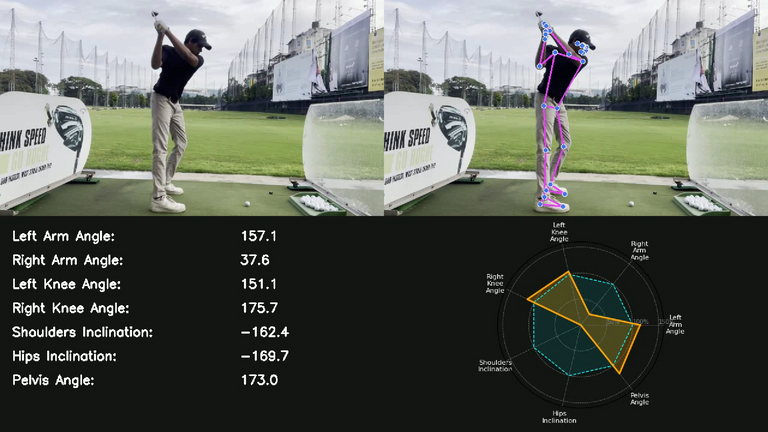 HINK SPEED
GO
HINK SPEED
Left Arm Angle: 157.1
Right Arm Angle: 37.6
Left Knee Angle: 151.1
Right Knee Angle: 175.7
Shoulders Inclination: -162.4
Hips Inclination: -169.7
Pelvis Angle: 173.0
Left
Knee
Angle
Right
Arm
Angle
Right
Knee
Angle
Left
Arm
Angle
100%
Shoulders
Inclination
Hips
Inclination
Pelvis
Angle